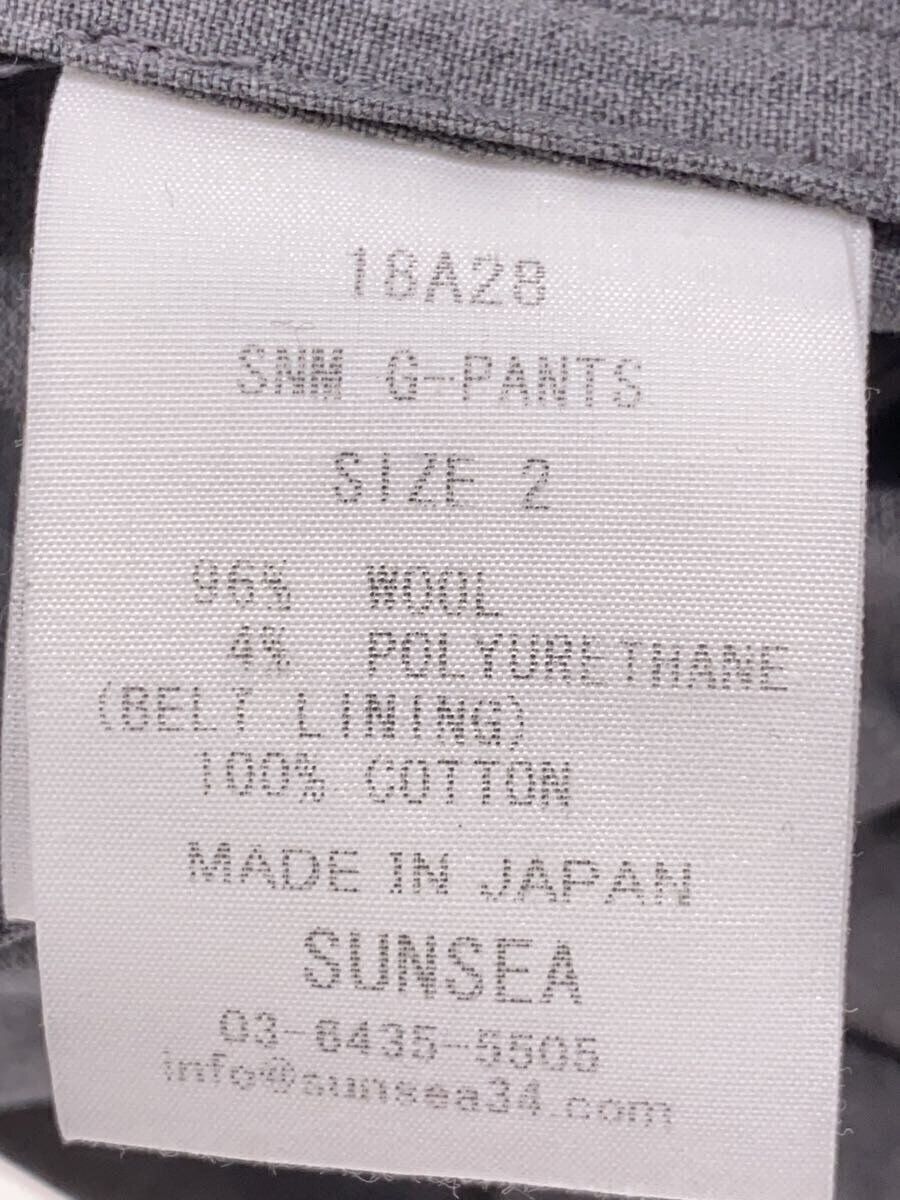 18A28
SNM G-PANTS
SIZE 2
96% WOOL
4% POLYURETHANE
(BELT LINING)
100% COTTON
MADE IN JAPAN
SUNSEA
03-6435-5505
info@sunsea34.com